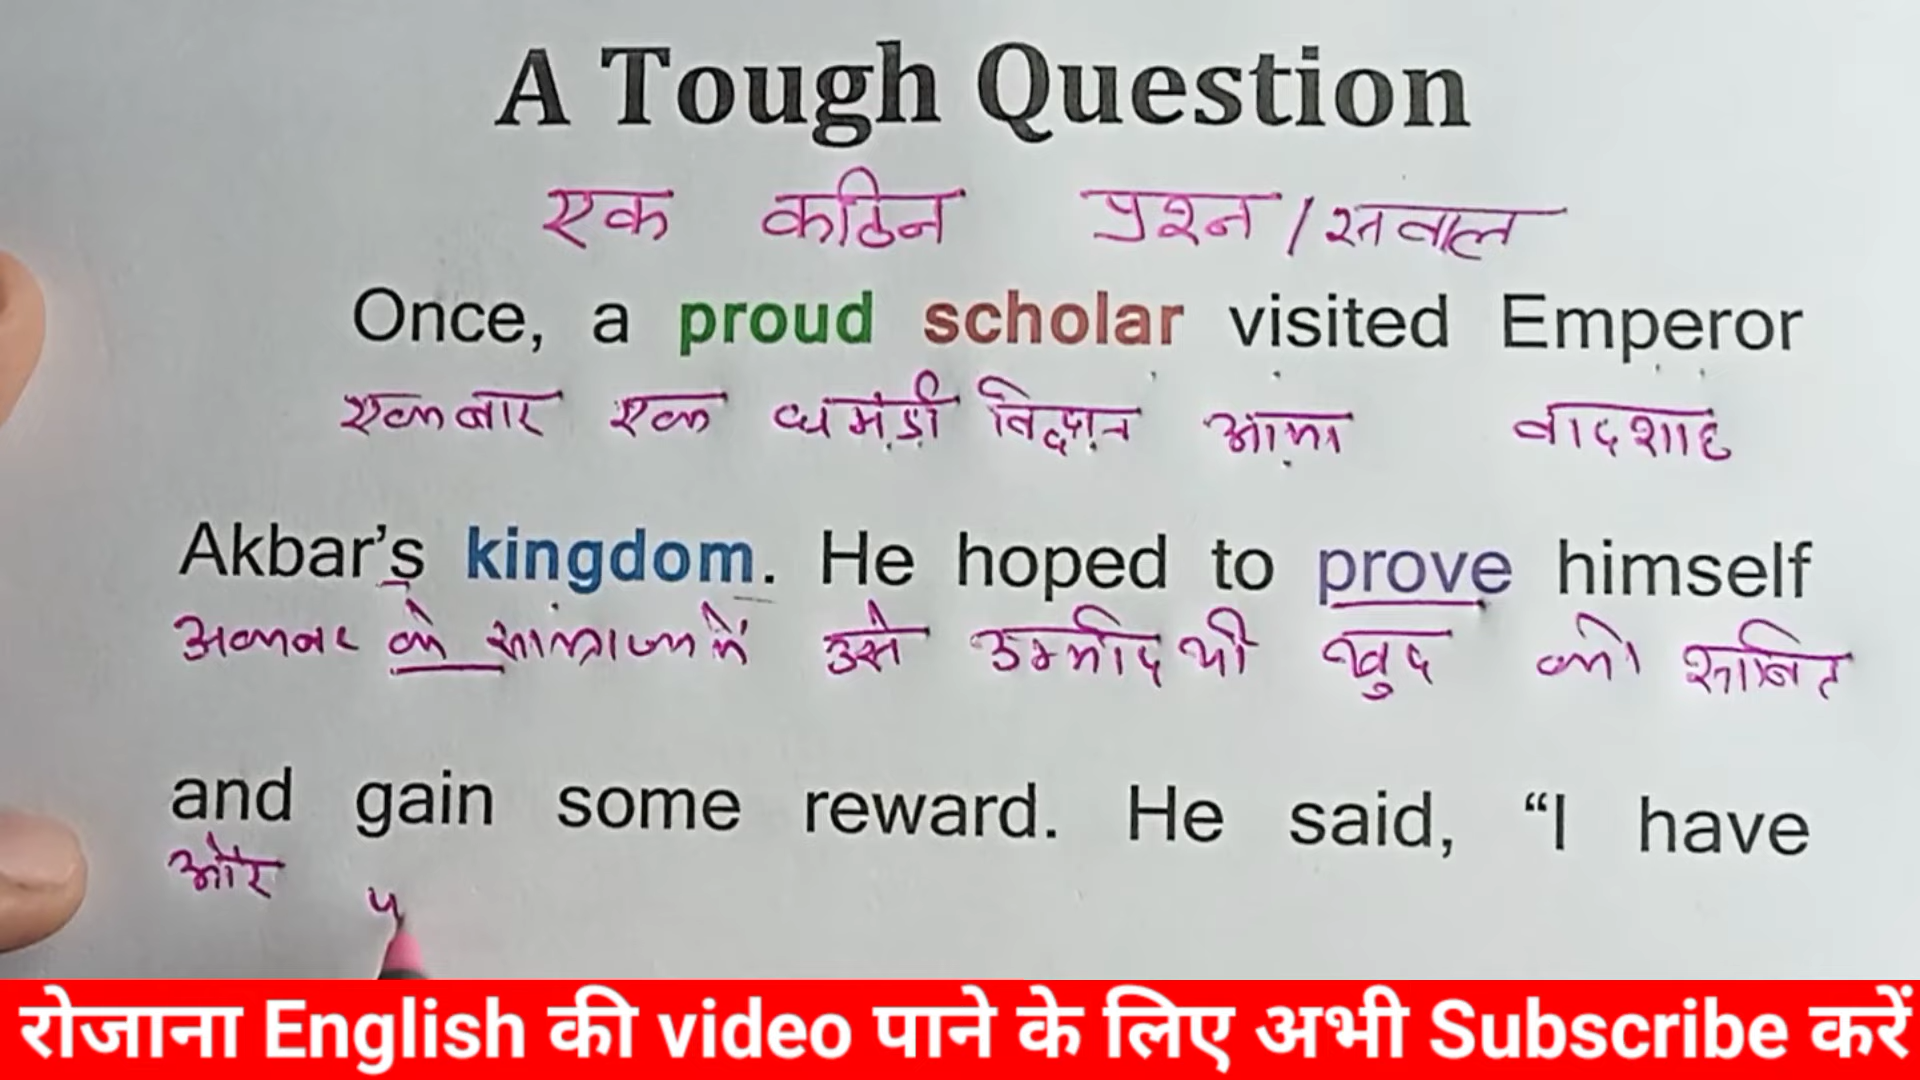 A Tough Question
एक कठिन प्रश्न / सवाल
Once, a proud scholar visited Emperor
एकबार एक घमंडी विद्वान आया बादशाह
Akbar's kingdom. He hoped to prove himself
अकबर के साम्राज्य में उसे उम्मीद थी खुद को साबित
and gain some reward. He said, “I have
और
रोजाना English की video पाने के लिए अभी Subscribe करें